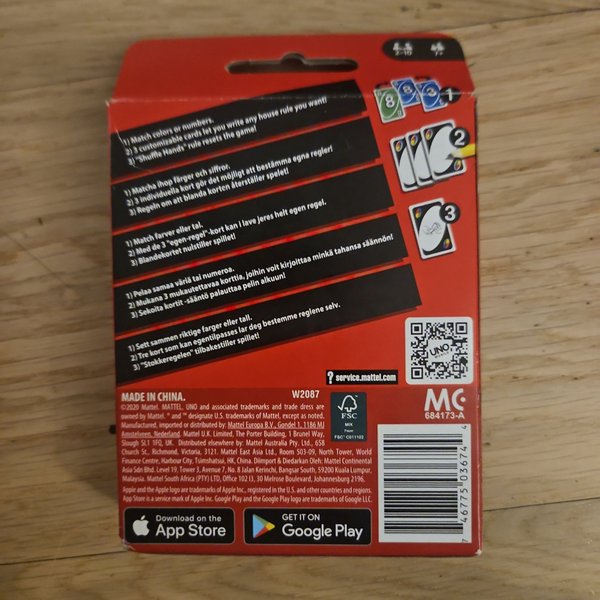 2-10
7+
8
8
3
1
1) Match colors or numbers.
2) 3 customizable cards let you write any house rule you want!
3) "Shuffle Hands" rule resets the game!
2
1) Matcha ihop färger och siffror.
2) 3 individuella kort gör det möjligt att bestämma egna regler!
3) Regeln om att blanda korten återställer spelet!
3
1) Match farver eller tal.
2) Med de 3 "egen-regel"-kort kan i lave jeres helt egen regel.
3) Blandekortet nulstiller spillet!
1) Pelaa samaa väriä tai numeroa.
2) Mukana 3 mukautettavaa korttia, joihin voit kirjoittaa minkä tahansa säännön!
3) Sekoita kortit -sääntö palauttaa pelin alkuun!
1) Sett sammen riktige farger eller tall.
2) Tre kort som kan egentilpasses lar deg bestemme reglene selv.
3) "Stokkeregelen" tilbakestiller spillet!
UNO
? service.mattel.com
MADE IN CHINA. W2087
©2020 Mattel. MATTEL, UNO and associated trademarks and trade dress are
owned by Mattel. ® and ™ designate U.S. trademarks of Mattel, except as noted.
Manufactured, imported or distributed by: Mattel Europa B.V., Gondel 1, 1186 MJ
Amstelveen, Nederland. Mattel U.K. Limited, The Porter Building, 1 Brunel Way,
Slough SL1 1FQ, UK. Diedarkan oleh: Mattel Australia Pty. Ltd., 658
Church St., Richmond, Victoria, 3121. Mattel East Asia Ltd., Room 503-09, North Tower, World
Finance Centre, Harbour City, Tsimshatsui, HK, China. Diimport & Diedarkan Oleh: Mattel Continental
Asia Sdn Bhd. Level 19, Tower 3, Avenue 7, No. 8 Jalan Kerinchi, Bangsar South, 59200 Kuala Lumpur,
Malaysia. Mattel South Africa (PTY) LTD, Office 102 I3, 30 Melrose Boulevard, Johannesburg 2196.
Apple and the Apple logo are trademarks of Apple Inc., registered in the U.S. and other countries and regions.
App Store is a service mark of Apple Inc. Google Play and the Google Play logo are trademarks of Google LLC.
FSC
MIX
Paper
FSC® C011102
MC
684173-A
7 46775 03674 4
Download on the
App Store
GET IT ON
Google Play